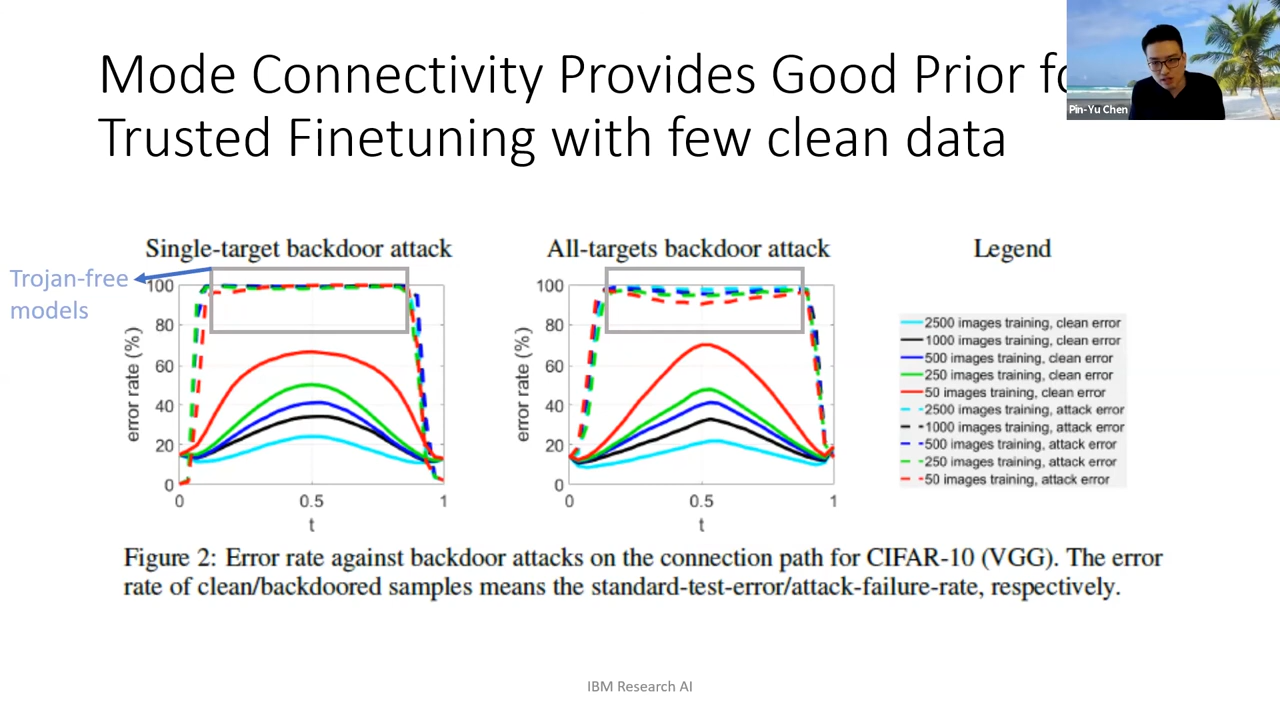 Mode Connectivity Provides Good Prior
Trusted Finetuning with few clean data
Pin-Yu Chen
Single-target backdoor attack
All-targets backdoor attack
Legend
Trojan-free
models
100
80
60
40
20
0
error rate (%)
0
0.5
1
t
100
80
60
40
20
0
error rate (%)
0
0.5
1
t
2500 images training, clean error
1000 images training, clean error
500 images training, clean error
250 images training, clean error
50 images training, clean error
2500 images training, attack error
1000 images training, attack error
500 images training, attack error
250 images training, attack error
50 images training, attack error
Figure 2: Error rate against backdoor attacks on the connection path for CIFAR-10 (VGG). The error
rate of clean/backdoored samples means the standard-test-error/attack-failure-rate, respectively.
IBM Research AI